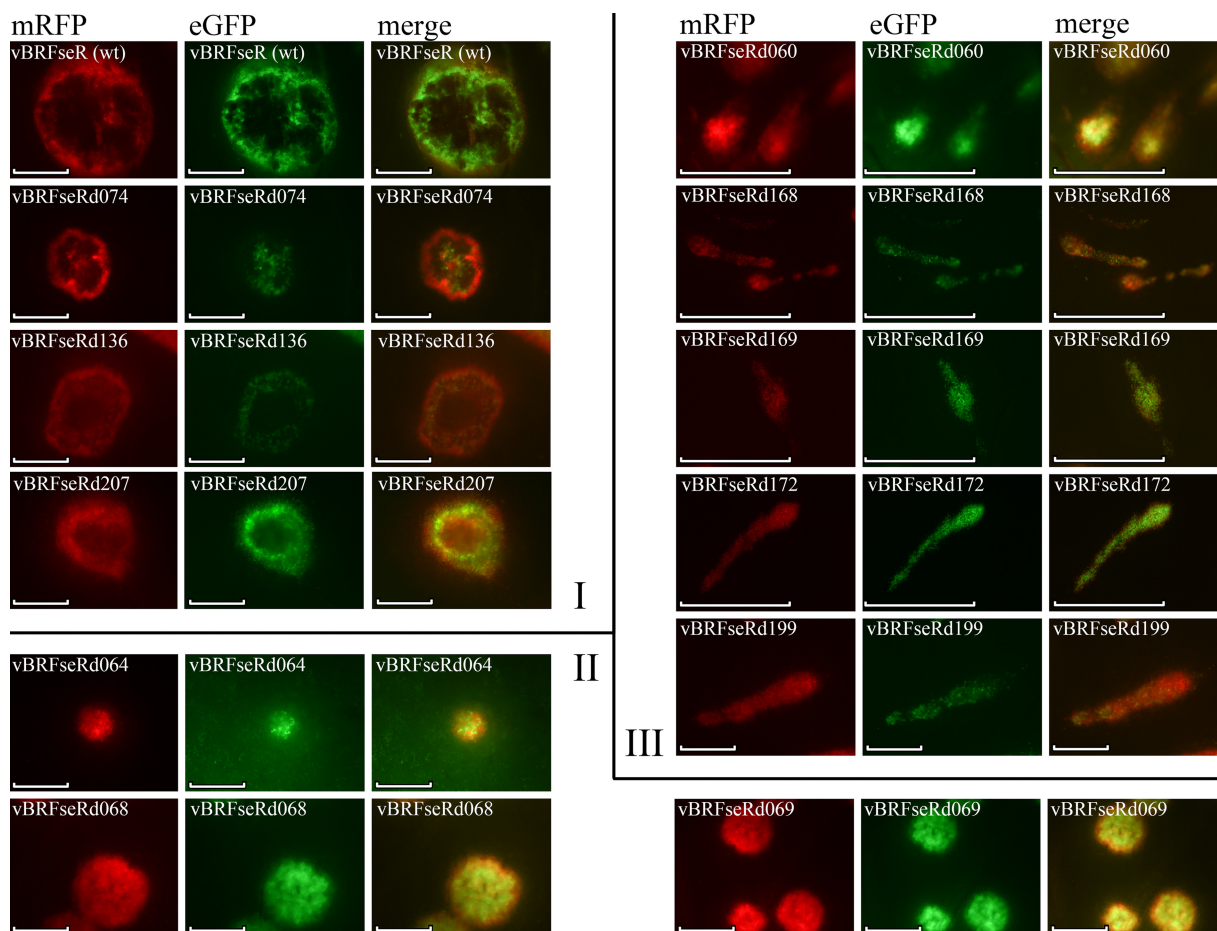 mRFP eGFP merge
vBRFseR (wt) vBRFseR (wt) vBRFseR (wt)
vBRFseRd074 vBRFseRd074 vBRFseRd074
vBRFseRd136 vBRFseRd136 vBRFseRd136
vBRFseRd207 vBRFseRd207 vBRFseRd207
I
mRFP eGFP merge
vBRFseRd060 vBRFseRd060 vBRFseRd060
vBRFseRd168 vBRFseRd168 vBRFseRd168
vBRFseRd169 vBRFseRd169 vBRFseRd169
vBRFseRd172 vBRFseRd172 vBRFseRd172
vBRFseRd199 vBRFseRd199 vBRFseRd199
III
II
vBRFseRd064 vBRFseRd064 vBRFseRd064
vBRFseRd068 vBRFseRd068 vBRFseRd068
vBRFseRd069 vBRFseRd069 vBRFseRd069